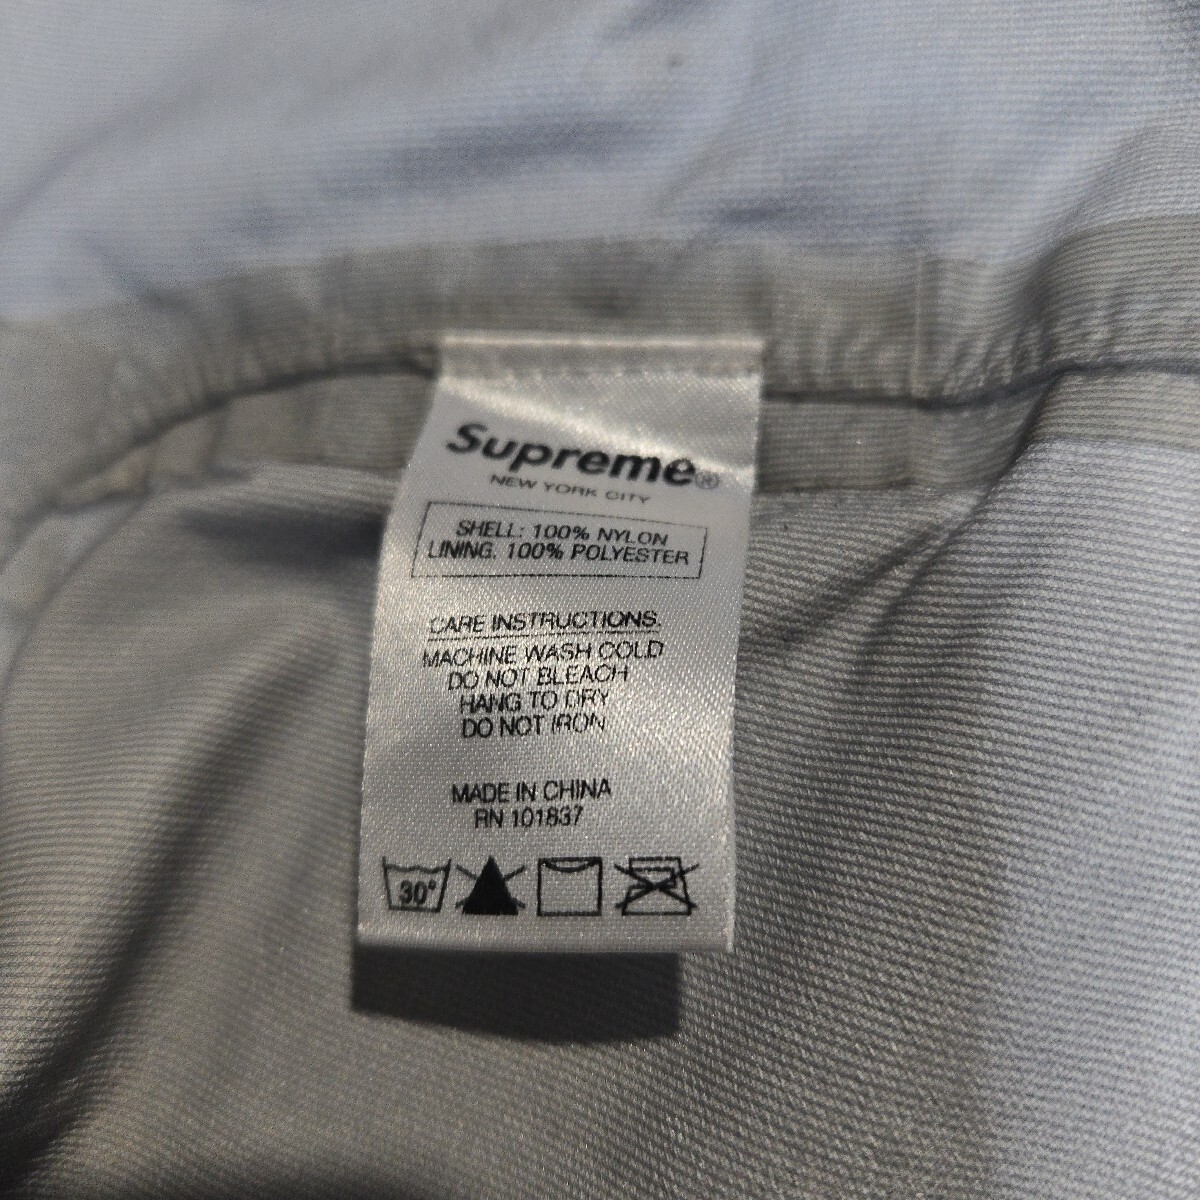 Supreme®
NEW YORK CITY
SHELL: 100% NYLON
LINING: 100% POLYESTER
CARE INSTRUCTIONS:
MACHINE WASH COLD
DO NOT BLEACH
HANG TO DRY
DO NOT IRON
MADE IN CHINA
RN 101837
30°